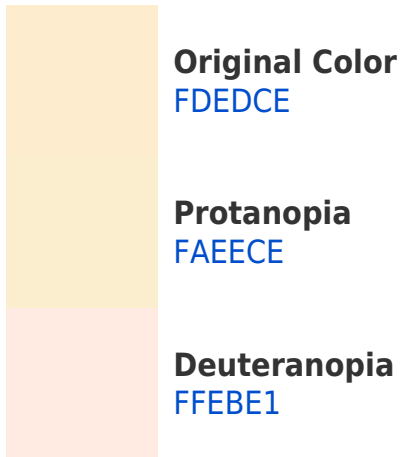 Original Color
FDEDCE
Protanopia
FAEECE
Deuteranopia
FFEBE1